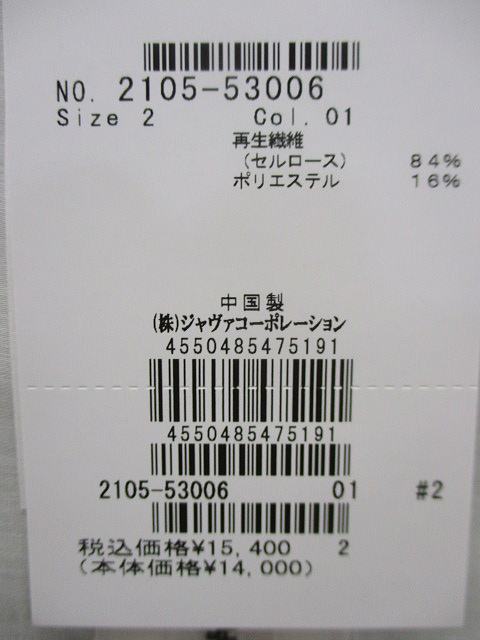 NO. 2105-53006
Size 2 Col. 01
再生繊維
(セルロース) 84%
ポリエステル 16%
中国製
(株)ジャヴァコーポレーション
4550485475191
4550485475191
2105-53006 01 #2
税込価格¥15,400 2
(本体価格¥14,000)